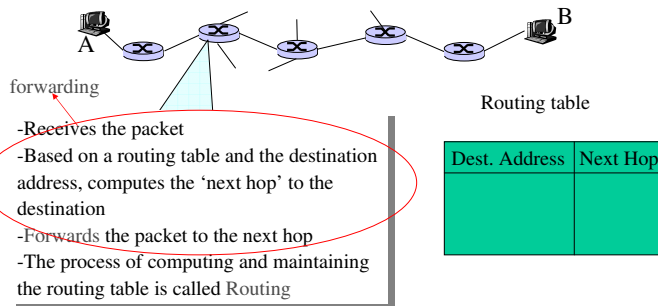 A
B
forwarding
Routing table
-Receives the packet
-Based on a routing table and the destination
address, computes the ‘next hop’ to the
destination
-Forwards the packet to the next hop
-The process of computing and maintaining
the routing table is called Routing
Dest. Address Next Hop